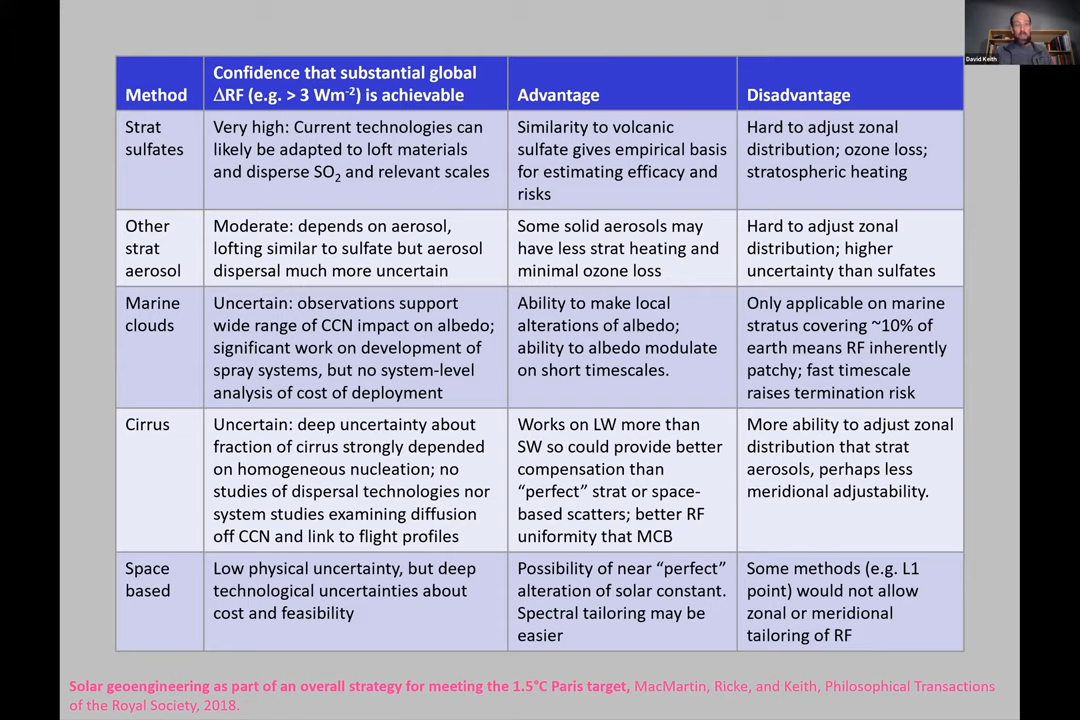 David Keith
Method
Confidence that substantial global
ΔRF (e.g. > 3 Wm⁻²) is achievable
Advantage
Disadvantage
Strat
sulfates
Very high: Current technologies can
likely be adapted to loft materials
and disperse SO₂ and relevant scales
Similarity to volcanic
sulfate gives empirical basis
for estimating efficacy and
risks
Hard to adjust zonal
distribution; ozone loss;
stratospheric heating
Other
strat
aerosol
Moderate: depends on aerosol,
lofting similar to sulfate but aerosol
dispersal much more uncertain
Some solid aerosols may
have less strat heating and
minimal ozone loss
Hard to adjust zonal
distribution; higher
uncertainty than sulfates
Marine
clouds
Uncertain: observations support
wide range of CCN impact on albedo;
significant work on development of
spray systems, but no system-level
analysis of cost of deployment
Ability to make local
alterations of albedo;
ability to albedo modulate
on short timescales.
Only applicable on marine
stratus covering ~10% of
earth means RF inherently
patchy; fast timescale
raises termination risk
Cirrus
Uncertain: deep uncertainty about
fraction of cirrus strongly depended
on homogeneous nucleation; no
studies of dispersal technologies nor
system studies examining diffusion
off CCN and link to flight profiles
Works on LW more than
SW so could provide better
compensation than
“perfect” strat or space-
based scatters; better RF
uniformity that MCB
More ability to adjust zonal
distribution that strat
aerosols, perhaps less
meridional adjustability.
Space
based
Low physical uncertainty, but deep
technological uncertainties about
cost and feasibility
Possibility of near “perfect”
alteration of solar constant.
Spectral tailoring may be
easier
Some methods (e.g. L1
point) would not allow
zonal or meridional
tailoring of RF
Solar geoengineering as part of an overall strategy for meeting the 1.5°C Paris target, MacMartin, Ricke, and Keith, Philosophical Transactions
of the Royal Society, 2018.